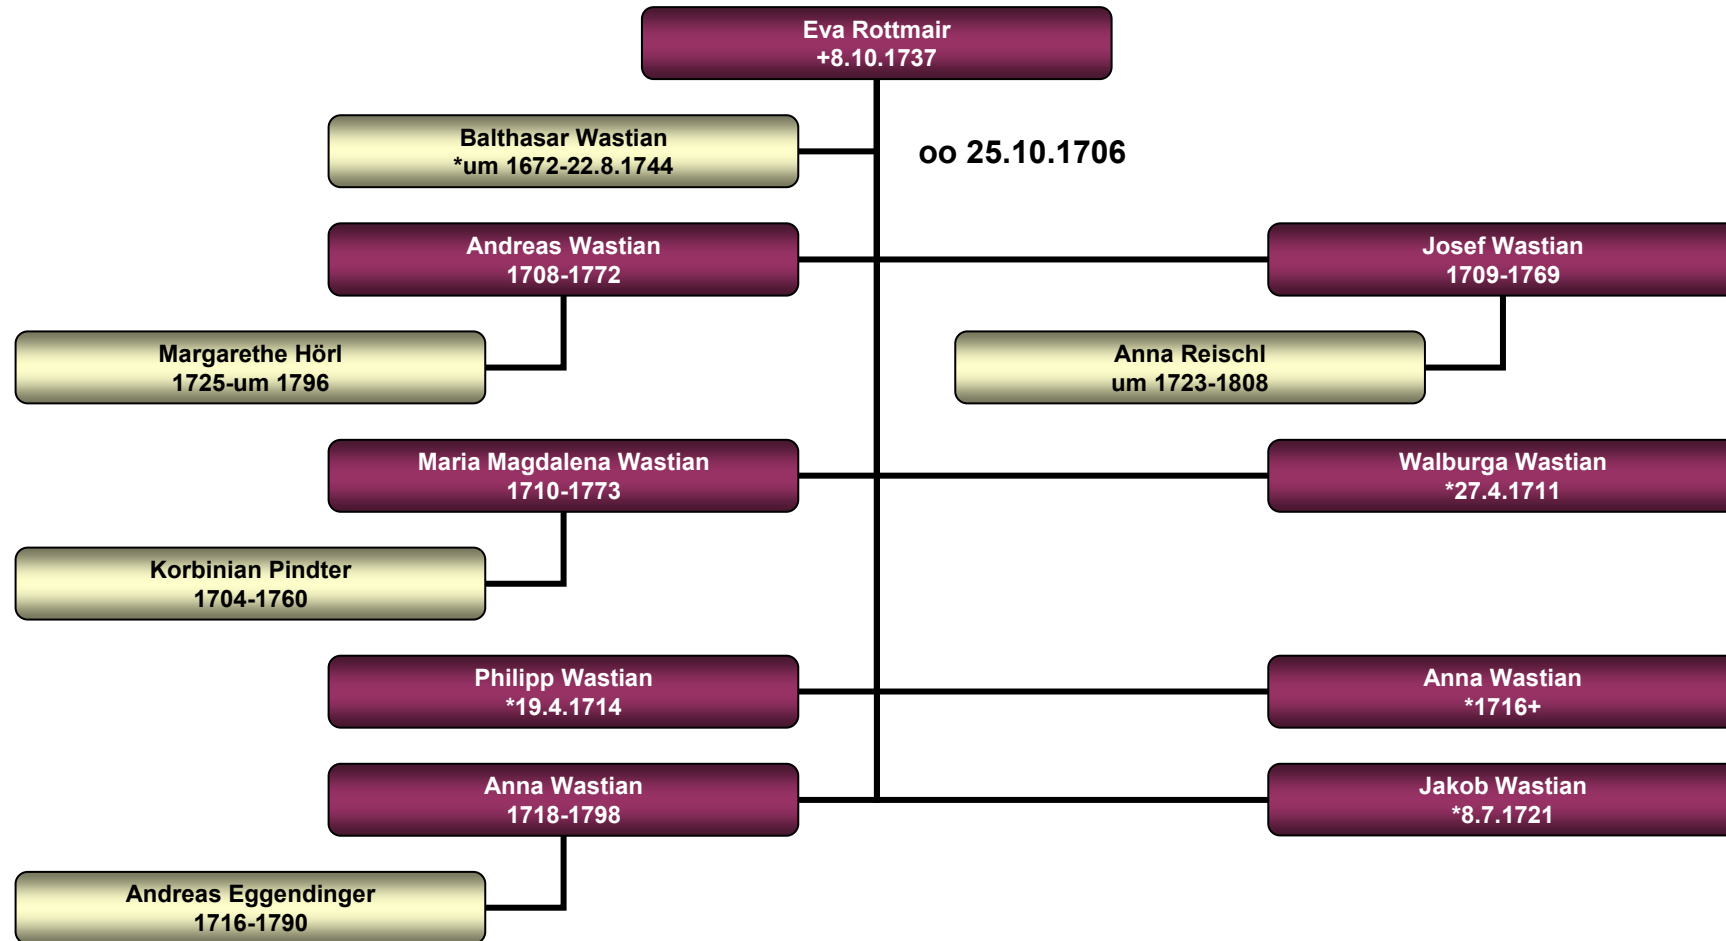 Eva Rottmair
+8.10.1737
Balthasar Wastian
*um 1672-22.8.1744
oo 25.10.1706
Andreas Wastian
1708-1772
Josef Wastian
1709-1769
Margarethe Hörl
1725-um 1796
Anna Reischl
um 1723-1808
Maria Magdalena Wastian
1710-1773
Walburga Wastian
*27.4.1711
Korbinian Pindter
1704-1760
Philipp Wastian
*19.4.1714
Anna Wastian
*1716+
Anna Wastian
1718-1798
Jakob Wastian
*8.7.1721
Andreas Eggendinger
1716-1790